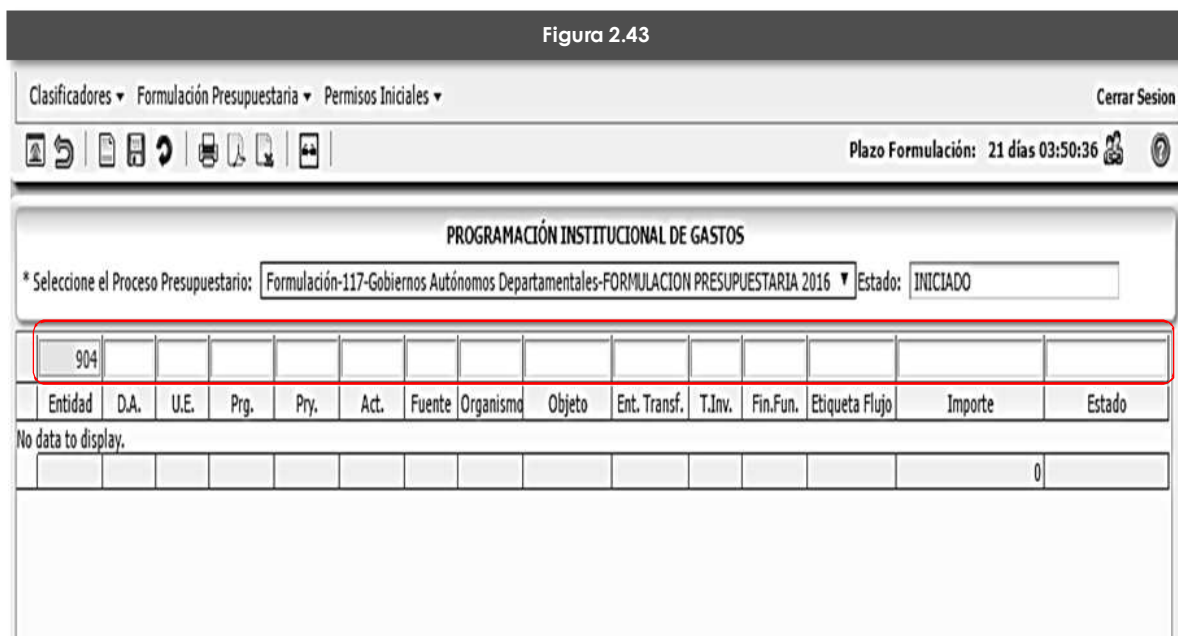 Figura 2.43
Clasificadores ▾ Formulación Presupuestaria ▾ Permisos Iniciales ▾ Cerrar Sesion
Plazo Formulación: 21 días 03:50:36
PROGRAMACIÓN INSTITUCIONAL DE GASTOS
* Seleccione el Proceso Presupuestario: Formulación-117-Gobiernos Autónomos Departamentales-FORMULACION PRESUPUESTARIA 2016 ▼ Estado: INICIADO
904
Entidad D.A. U.E. Prg. Pry. Act. Fuente Organismo Objeto Ent. Transf. T.Inv. Fin.Fun. Etiqueta Flujo Importe Estado
No data to display.
0